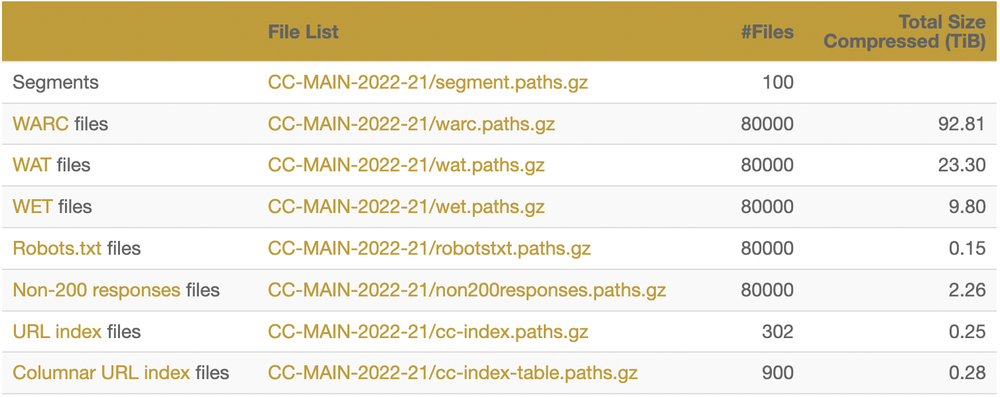 File List #Files Total Size Compressed (TiB)
Segments CC-MAIN-2022-21/segment.paths.gz 100
WARC files CC-MAIN-2022-21/warc.paths.gz 80000 92.81
WAT files CC-MAIN-2022-21/wat.paths.gz 80000 23.30
WET files CC-MAIN-2022-21/wet.paths.gz 80000 9.80
Robots.txt files CC-MAIN-2022-21/robotstxt.paths.gz 80000 0.15
Non-200 responses files CC-MAIN-2022-21/non200responses.paths.gz 80000 2.26
URL index files CC-MAIN-2022-21/cc-index.paths.gz 302 0.25
Columnar URL index files CC-MAIN-2022-21/cc-index-table.paths.gz 900 0.28